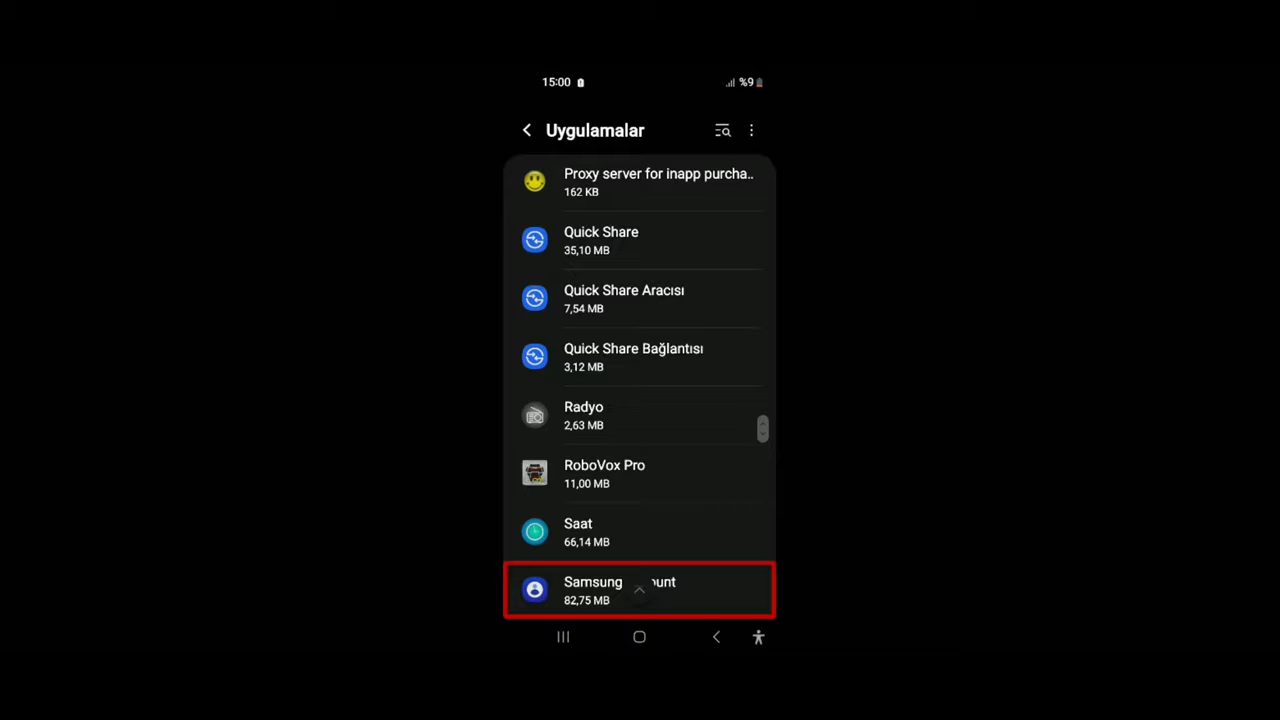 15:00 %9
Uygulamalar
Proxy server for inapp purcha..
162 KB
Quick Share
35,10 MB
Quick Share Aracısı
7,54 MB
Quick Share Bağlantısı
3,12 MB
Radyo
2,63 MB
RoboVox Pro
11,00 MB
Saat
66,14 MB
Samsung ount
82,75 MB